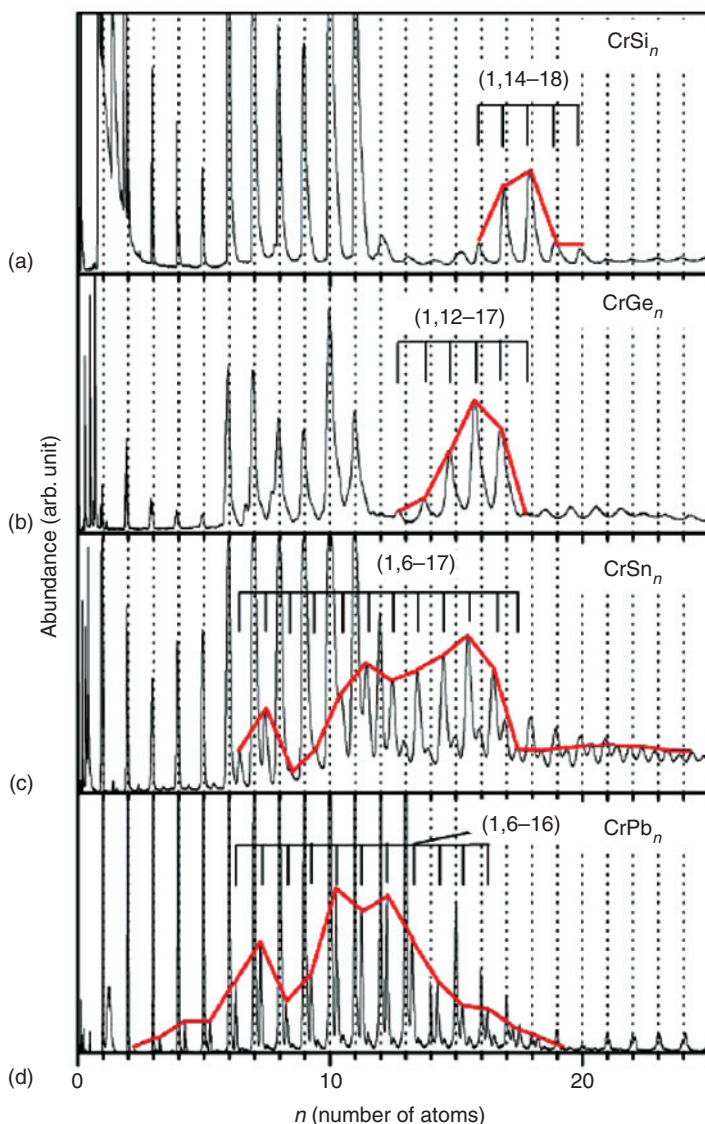 CrSiₙ
(1,14–18)
(a)
CrGeₙ
(1,12–17)
(b)
Abundance (arb. unit)
CrSnₙ
(1,6–17)
(c)
CrPbₙ
(1,6–16)
(d)
0 10 20
n (number of atoms)